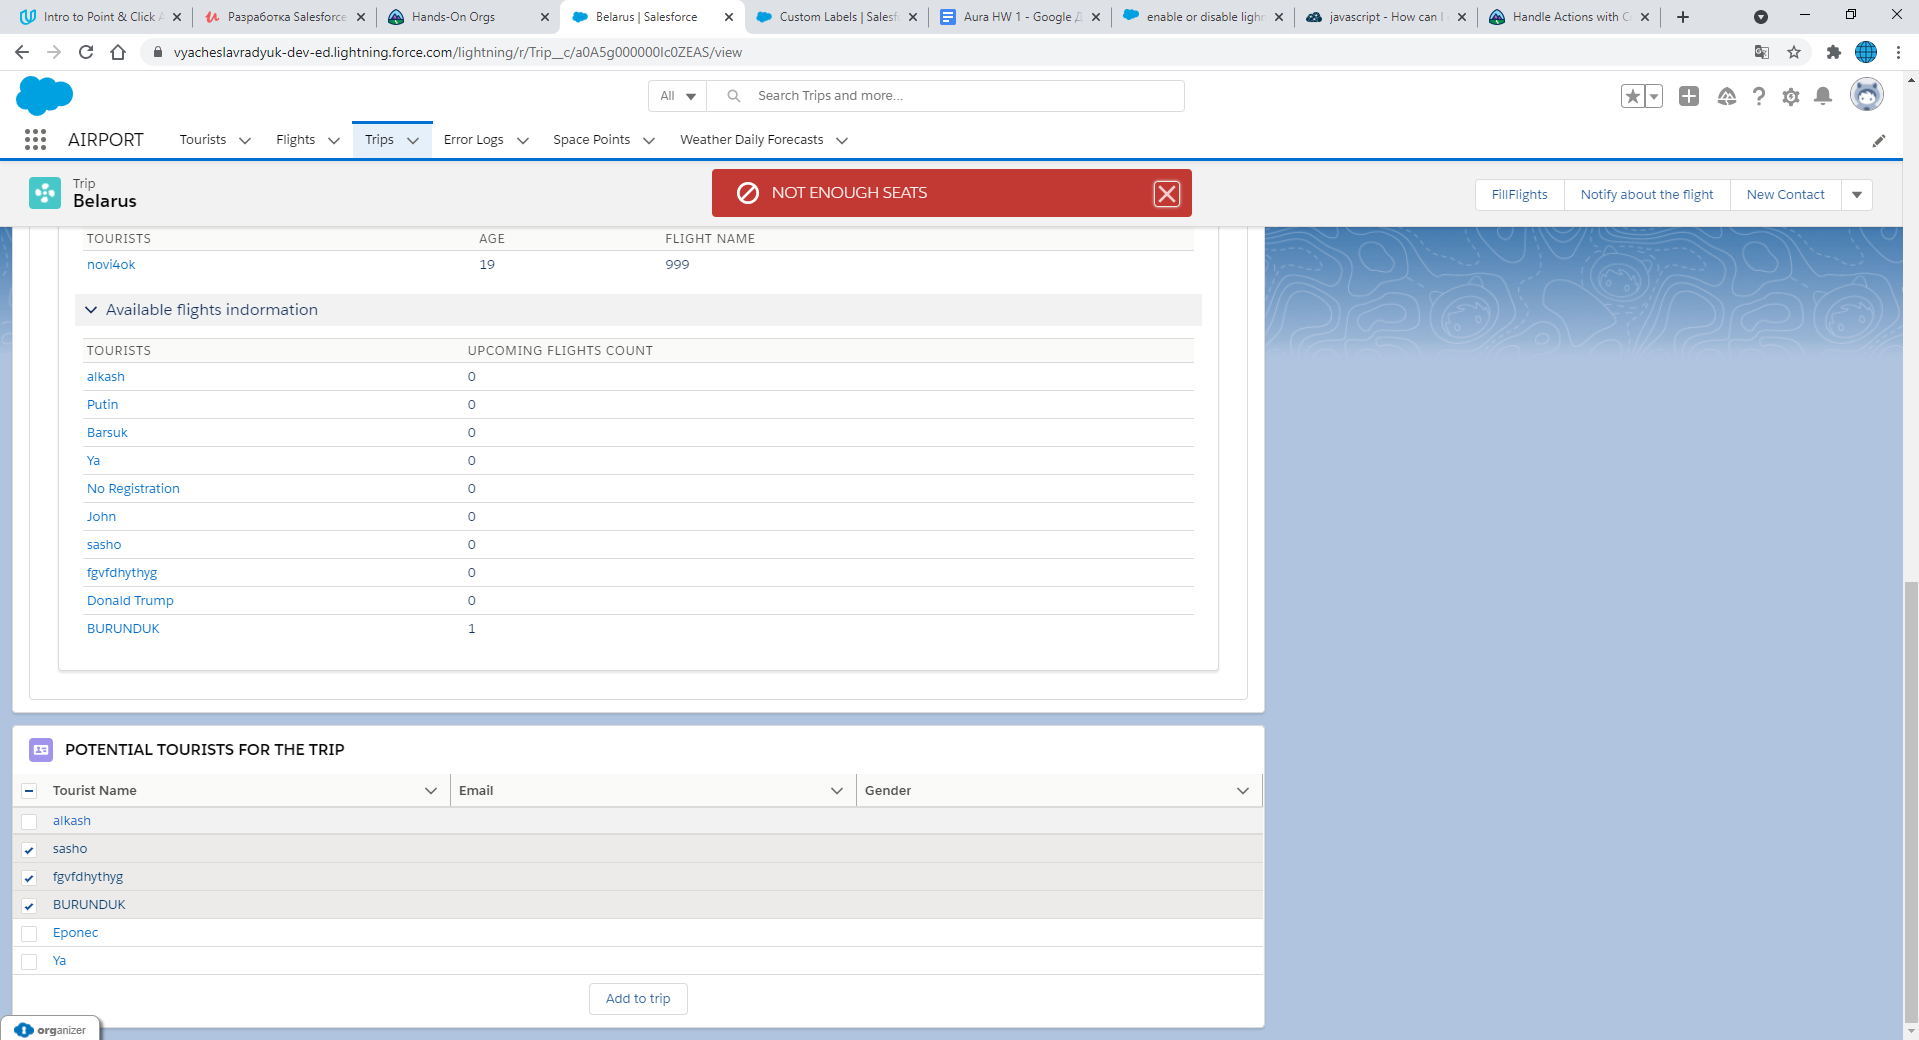 Intro to Point & Click
Разработка Salesforce
Hands-On Orgs
Belarus | Salesforce
Custom Labels | Salesf
Aura HW 1 - Google
enable or disable light
javascript - How can I
Handle Actions with C
vyacheslavradyuk-dev-ed.lightning.force.com/lightning/r/Trip__c/a0A5g000000Ic0ZEAS/view
All
Search Trips and more...
AIRPORT
Tourists
Flights
Trips
Error Logs
Space Points
Weather Daily Forecasts
Trip
Belarus
NOT ENOUGH SEATS
FillFlights
Notify about the flight
New Contact
TOURISTS AGE FLIGHT NAME
novi4ok 19 999
Available flights indormation
TOURISTS UPCOMING FLIGHTS COUNT
alkash 0
Putin 0
Barsuk 0
Ya 0
No Registration 0
John 0
sasho 0
fgvfdhythyg 0
Donald Trump 0
BURUNDUK 1
POTENTIAL TOURISTS FOR THE TRIP
Tourist Name Email Gender
alkash
sasho
fgvfdhythyg
BURUNDUK
Eponec
Ya
Add to trip
organizer